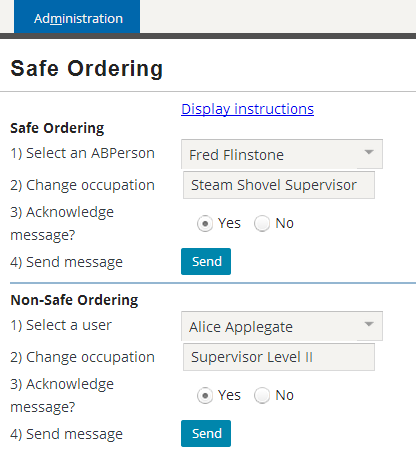 Administration
Safe Ordering
Display instructions
Safe Ordering
1) Select an ABPerson Fred Flinstone
2) Change occupation Steam Shovel Supervisor
3) Acknowledge
message? Yes No
4) Send message Send
Non-Safe Ordering
1) Select a user Alice Applegate
2) Change occupation Supervisor Level II
3) Acknowledge
message? Yes No
4) Send message Send